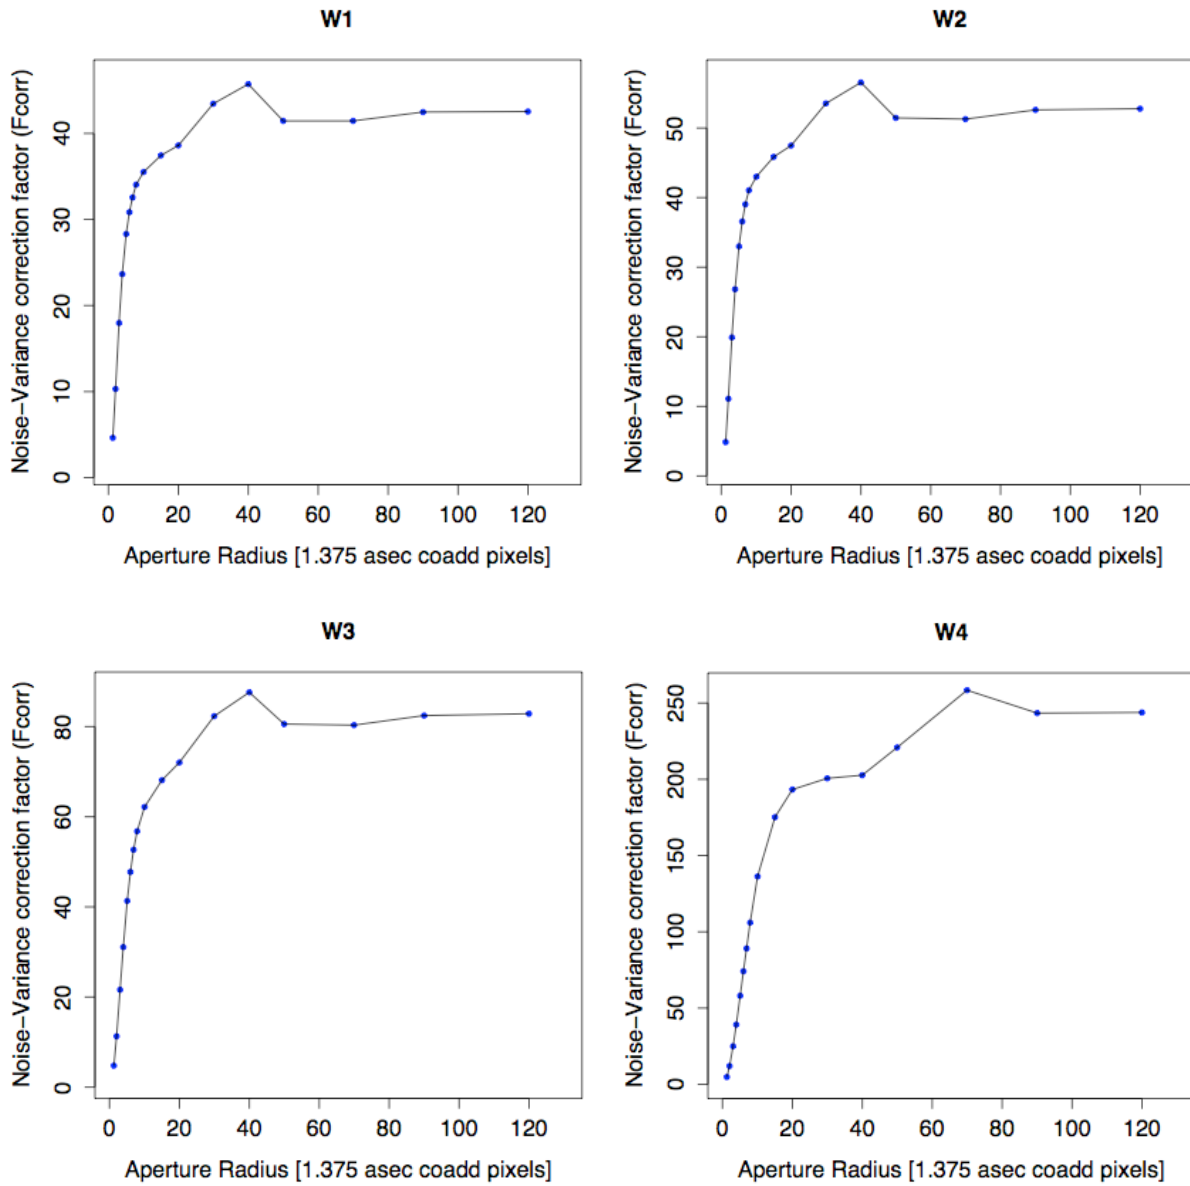 W1
Noise-Variance correction factor (Fcorr)
0 10 20 30 40
0 20 40 60 80 100 120
Aperture Radius [1.375 asec coadd pixels]
W2
Noise-Variance correction factor (Fcorr)
0 10 20 30 40 50
0 20 40 60 80 100 120
Aperture Radius [1.375 asec coadd pixels]
W3
Noise-Variance correction factor (Fcorr)
0 20 40 60 80
0 20 40 60 80 100 120
Aperture Radius [1.375 asec coadd pixels]
W4
Noise-Variance correction factor (Fcorr)
0 50 100 150 200 250
0 20 40 60 80 100 120
Aperture Radius [1.375 asec coadd pixels]